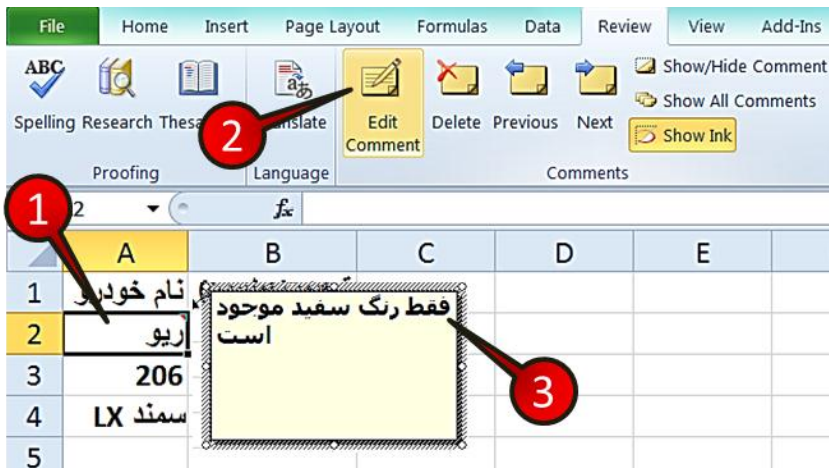 File Home Insert Page Layout Formulas Data Review View Add-Ins
ABC
Spelling Research
Edit Comment
Delete Previous Next
Show/Hide Comment
Show All Comments
Show Ink
Proofing Language Comments
1 2 3
2 fx
A B C D E
1 نام خودرو
2 ریو
3 206
4 سمند LX
5
فقط رنگ سفید موجود
است